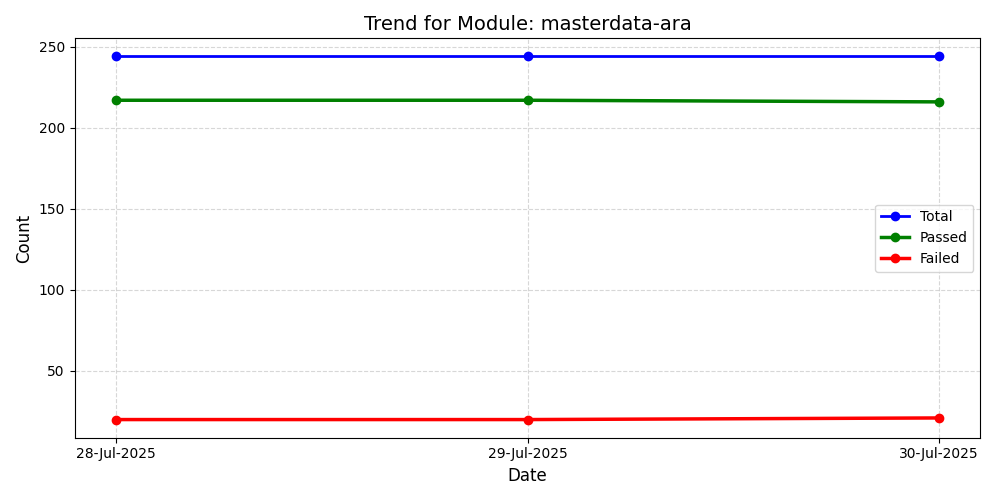 Trend for Module: masterdata-ara
250
200
150
100
50
Count
Total
Passed
Failed
28-Jul-2025
29-Jul-2025
30-Jul-2025
Date